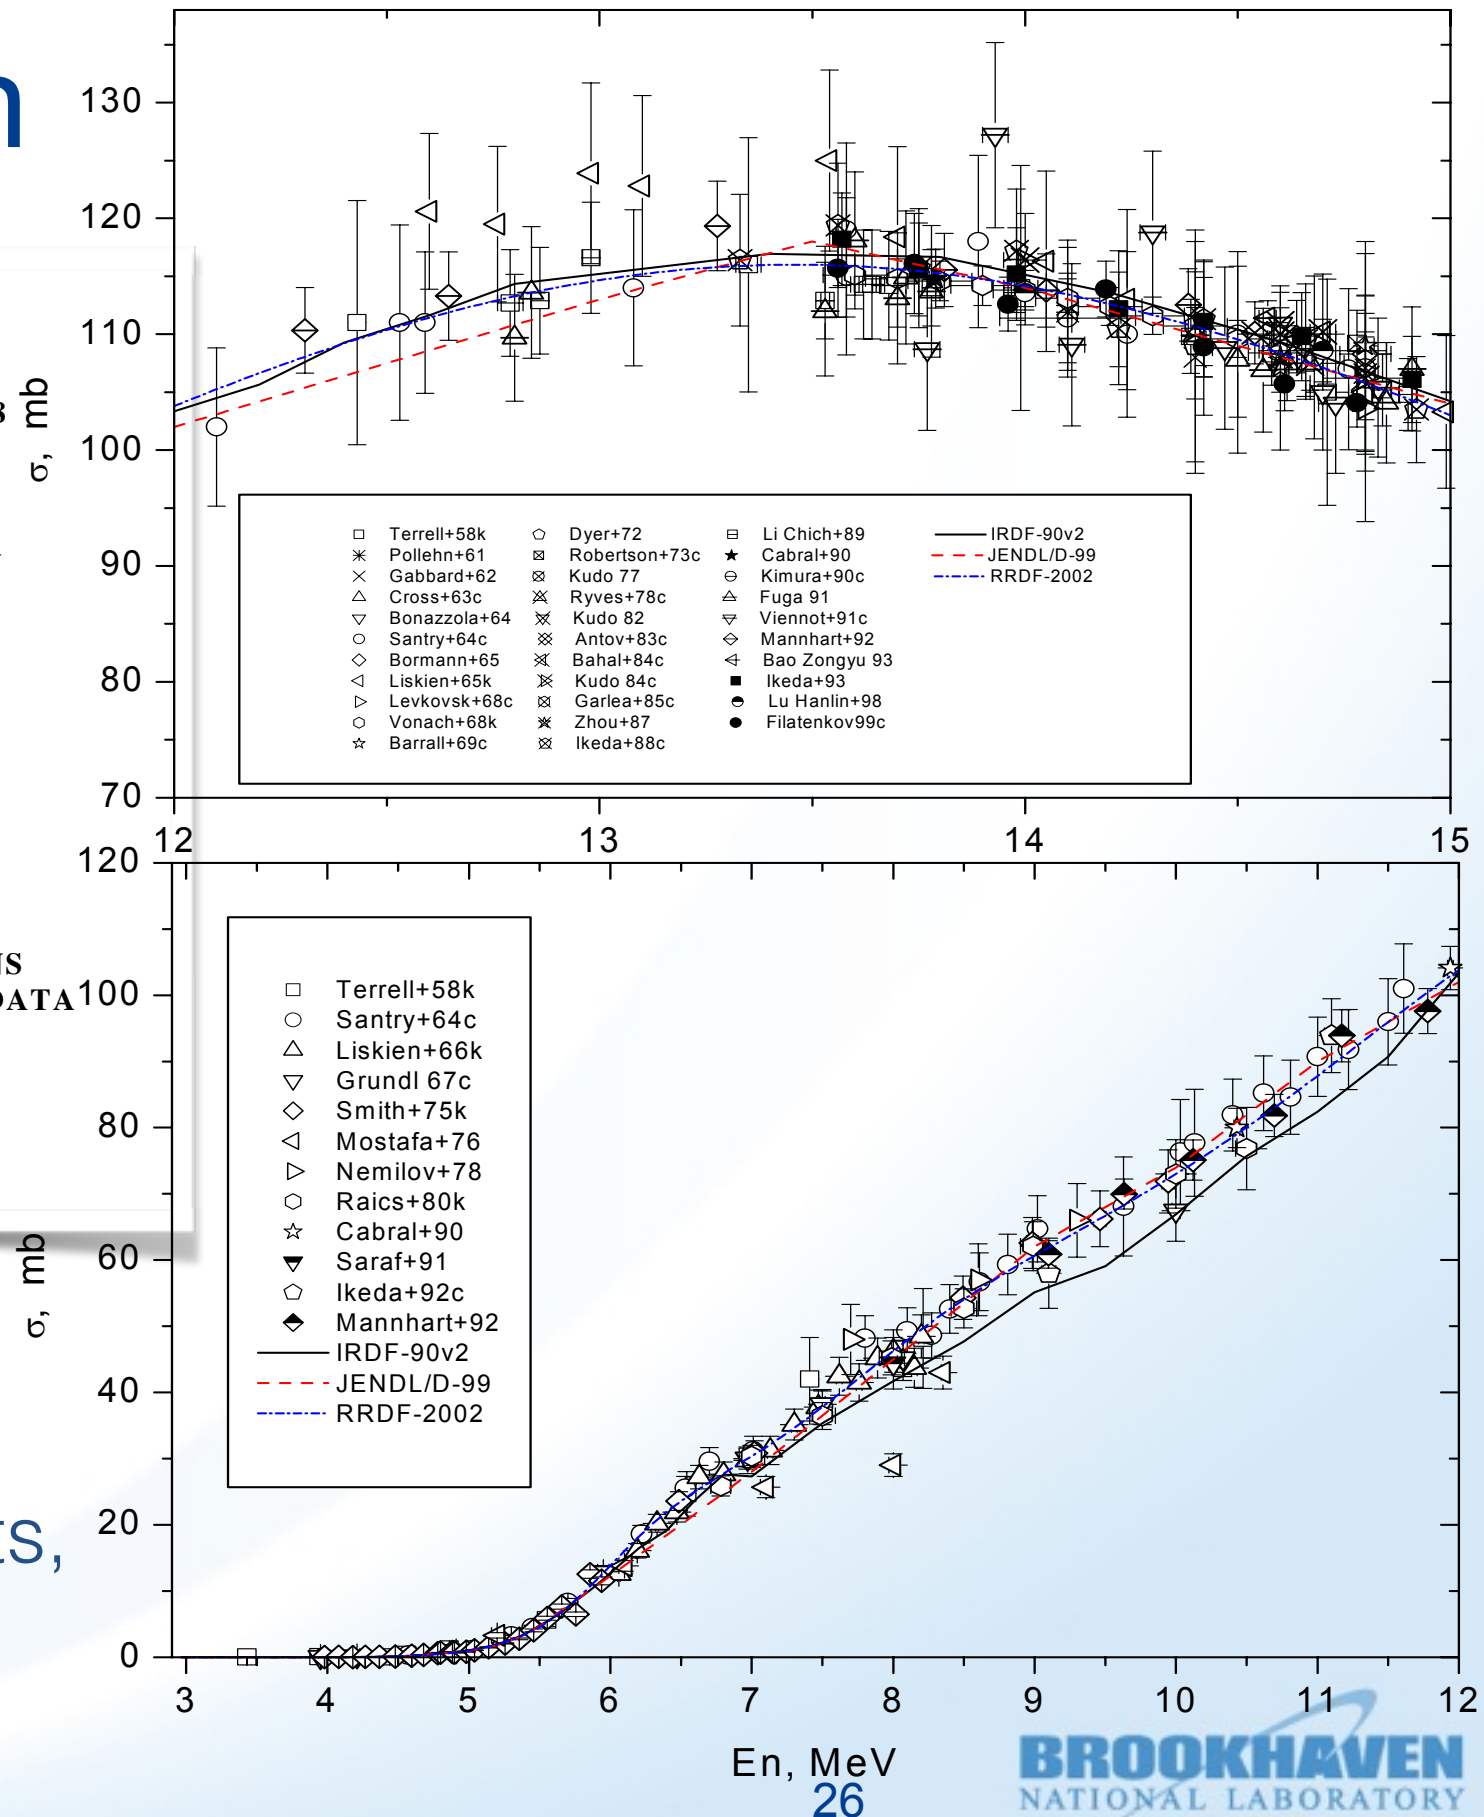 n
130
120
110
100
90
80
70
σ, mb
12
13
14
15
Terrell+58k
Pollehn+61
Gabbard+62
Cross+63c
Bonazzola+64
Santry+64c
Bormann+65
Liskien+65k
Levkovsk+68c
Vonach+68k
Barrall+69c
Dyer+72
Robertson+73c
Kudo 77
Ryves+78c
Kudo 82
Antov+83c
Bahal+84c
Kudo 84c
Garlea+85c
Zhou+87
Ikeda+88c
Li Chich+89
Cabral+90
Kimura+90c
Fuga 91
Viennot+91c
Mannhart+92
Bao Zongyu 93
Ikeda+93
Lu Hanlin+98
Filatenkov99c
IRDF-90v2
JENDL/D-99
RRDF-2002
DATA
120
100
80
60
40
20
0
σ, mb
Terrell+58k
Santry+64c
Liskien+66k
Grundl 67c
Smith+75k
Mostafa+76
Nemilov+78
Raics+80k
Cabral+90
Saraf+91
Ikeda+92c
Mannhart+92
IRDF-90v2
JENDL/D-99
RRDF-2002
3
4
5
6
7
8
9
10
11
12
En, MeV
26
BROOKHAVEN
NATIONAL LABORATORY